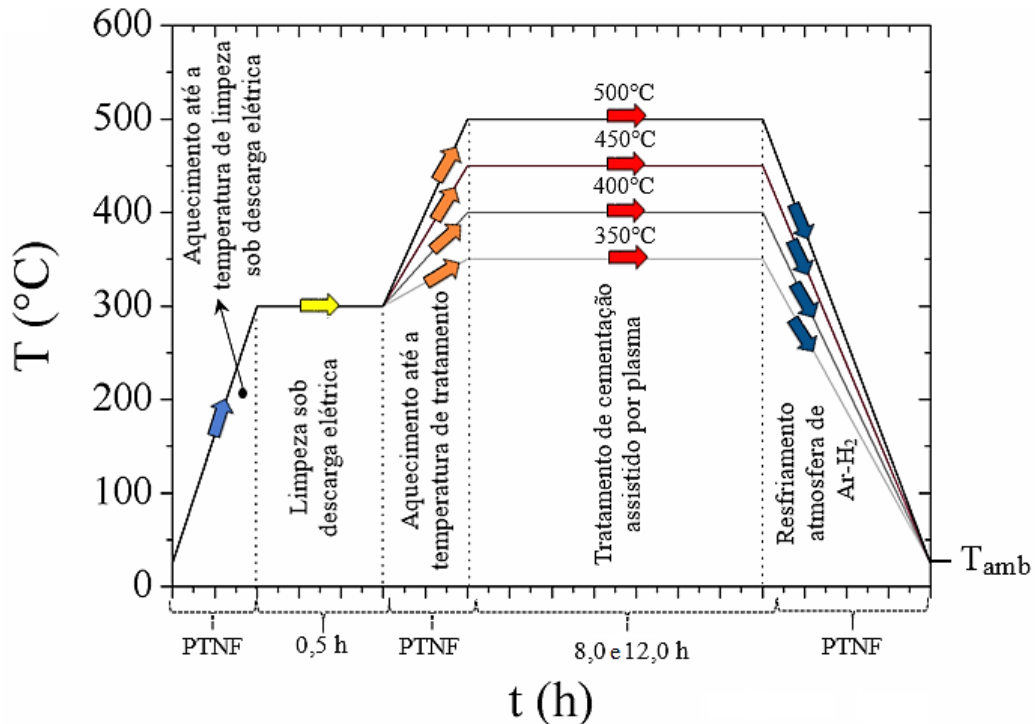 600
500
400
300
200
100
0
T (°C)
Aquecimento até a
temperatura de limpeza
sob descarga elétrica
Limpeza sob
descarga elétrica
Aquecimento até a
temperatura de tratamento
500°C
450°C
400°C
350°C
Tratamento de cementação
assistido por plasma
Resfriamento
atmosfera de
Ar-H₂
T_amb
PTNF
0,5 h
PTNF
8,0 e 12,0 h
PTNF
t (h)